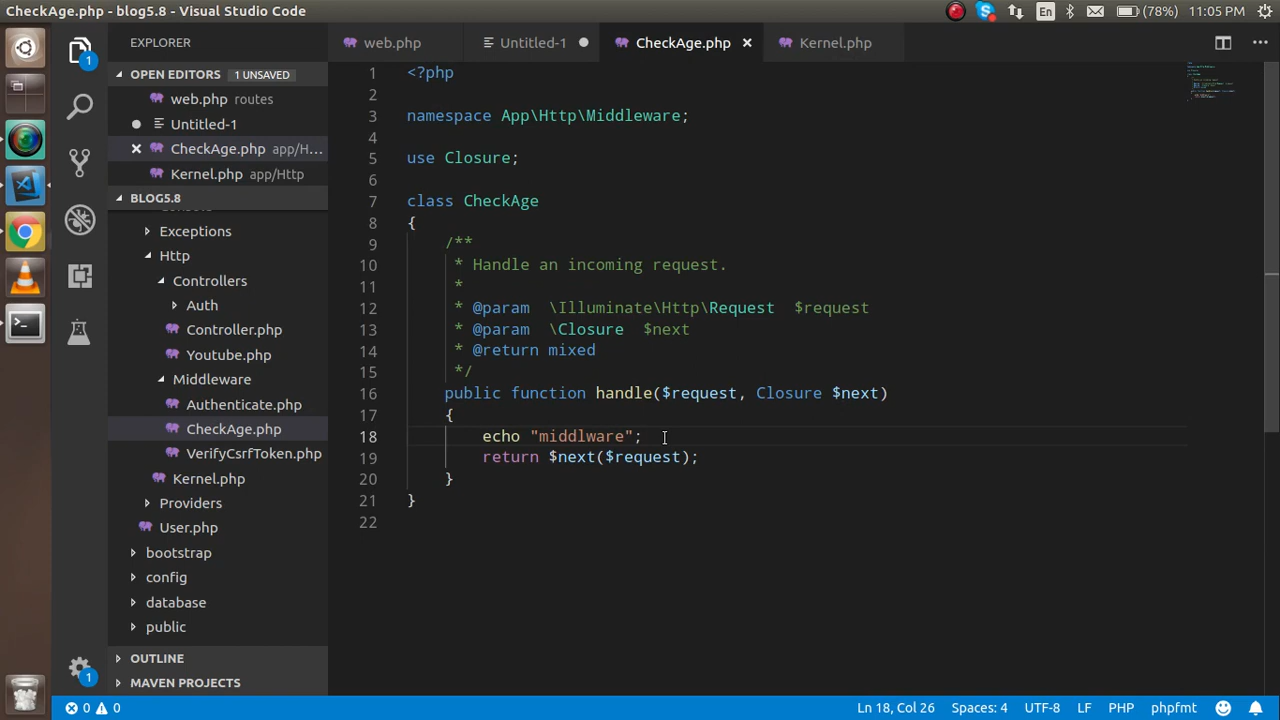 CheckAge.php - blog5.8 - Visual Studio Code
En
(78%)
11:05 PM
EXPLORER
web.php
Untitled-1
CheckAge.php
Kernel.php
1
OPEN EDITORS 1 UNSAVED
web.php routes
Untitled-1
CheckAge.php app/H...
Kernel.php app/Http
BLOG5.8
Exceptions
Http
Controllers
Auth
Controller.php
Youtube.php
Middleware
Authenticate.php
CheckAge.php
VerifyCsrfToken.php
Kernel.php
Providers
User.php
bootstrap
config
database
public
OUTLINE
MAVEN PROJECTS
1
1 <?php
2
3 namespace App\Http\Middleware;
4
5 use Closure;
6
7 class CheckAge
8 {
9 /**
10 * Handle an incoming request.
11 *
12 * @param \Illuminate\Http\Request $request
13 * @param \Closure $next
14 * @return mixed
15 */
16 public function handle($request, Closure $next)
17 {
18 echo "middlware";
19 return $next($request);
20 }
21 }
22
0 0
Ln 18, Col 26 Spaces: 4 UTF-8 LF PHP phpfmt